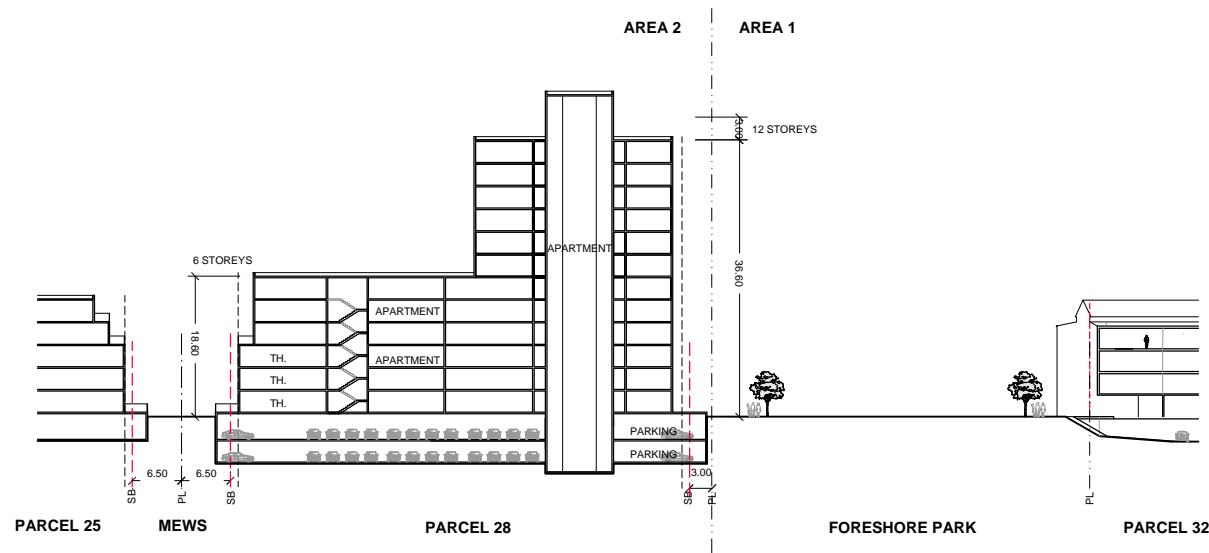 AREA 2
AREA 1
3.00
12 STOREYS
APARTMENT
6 STOREYS
36.60
18.60
APARTMENT
TH.
APARTMENT
TH.
TH.
PARKING
PARKING
6.50
6.50
3.00
SB
PL
SB
SB
PL
PL
PARCEL 25
MEWS
PARCEL 28
FORESHORE PARK
PARCEL 32